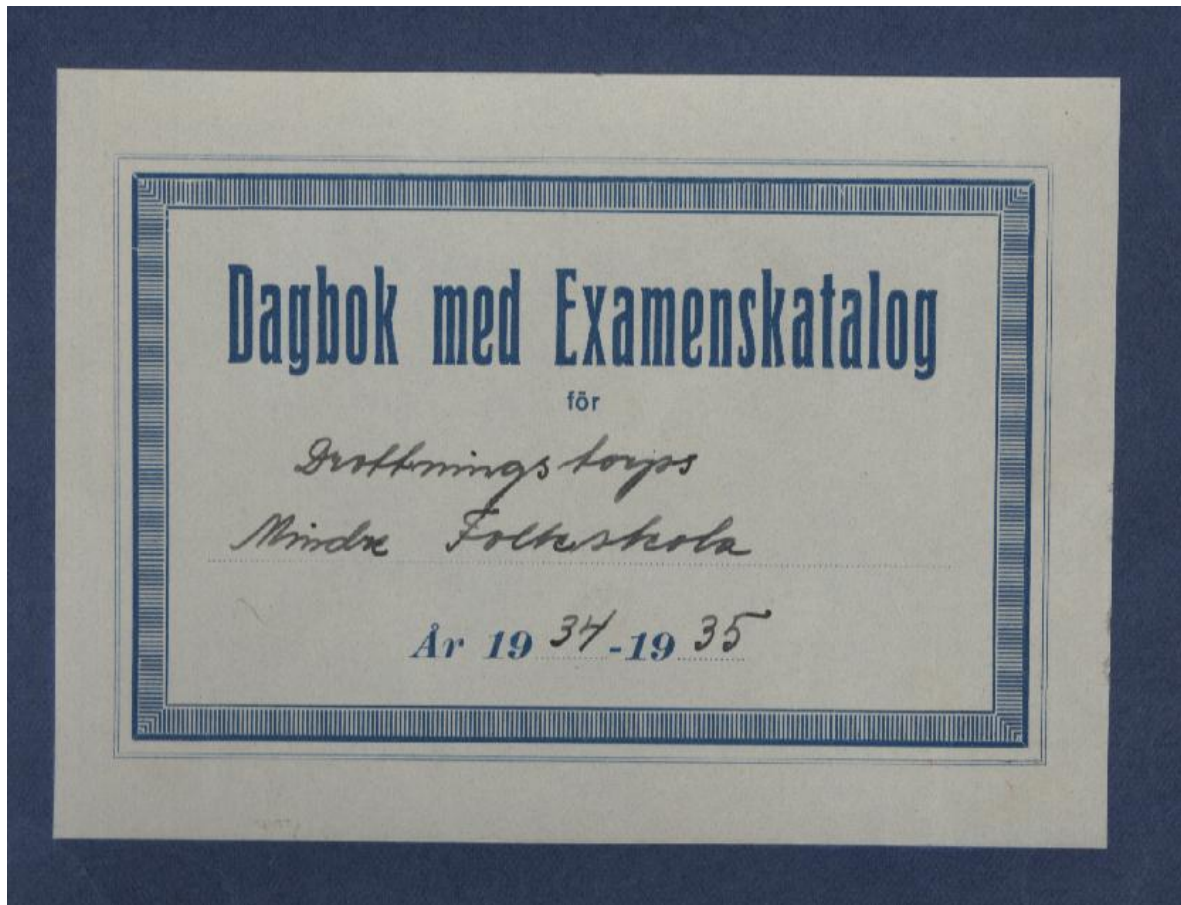 Dagbok med Examenskatalog
för
Drottningstorps
Mindre Folkskola
År 1934-1935